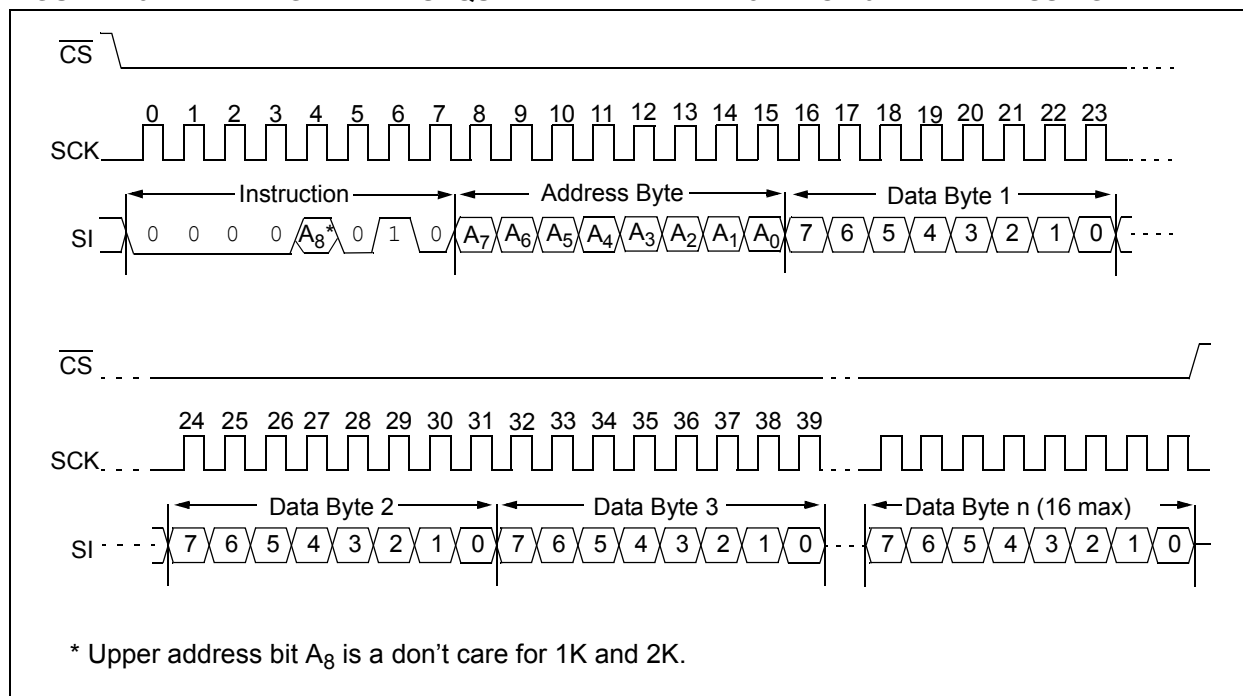 CS
0 1 2 3 4 5 6 7 8 9 10 11 12 13 14 15 16 17 18 19 20 21 22 23
SCK
Instruction Address Byte Data Byte 1
SI 0 0 0 0 A8* 0 1 0 A7 A6 A5 A4 A3 A2 A1 A0 7 6 5 4 3 2 1 0
CS
24 25 26 27 28 29 30 31 32 33 34 35 36 37 38 39
SCK
Data Byte 2 Data Byte 3 Data Byte n (16 max)
SI 7 6 5 4 3 2 1 0 7 6 5 4 3 2 1 0 7 6 5 4 3 2 1 0
* Upper address bit A8 is a don't care for 1K and 2K.